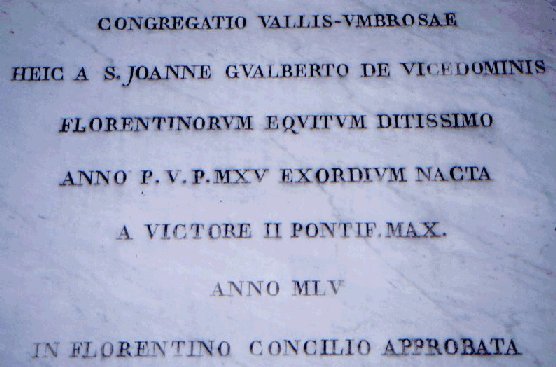 CONGREGATIO VALLIS-VMBROSAE
HEIC A S. JOANNE GVALBERTO DE VICEDOMINIS
FLORENTINORVM EQVITVM DITISSIMO
ANNO P. V. P. MXV EXORDIVM NACTA
A VICTORE II PONTIF. MAX.
ANNO MLV
IN FLORENTINO CONCILIO APPROBATA